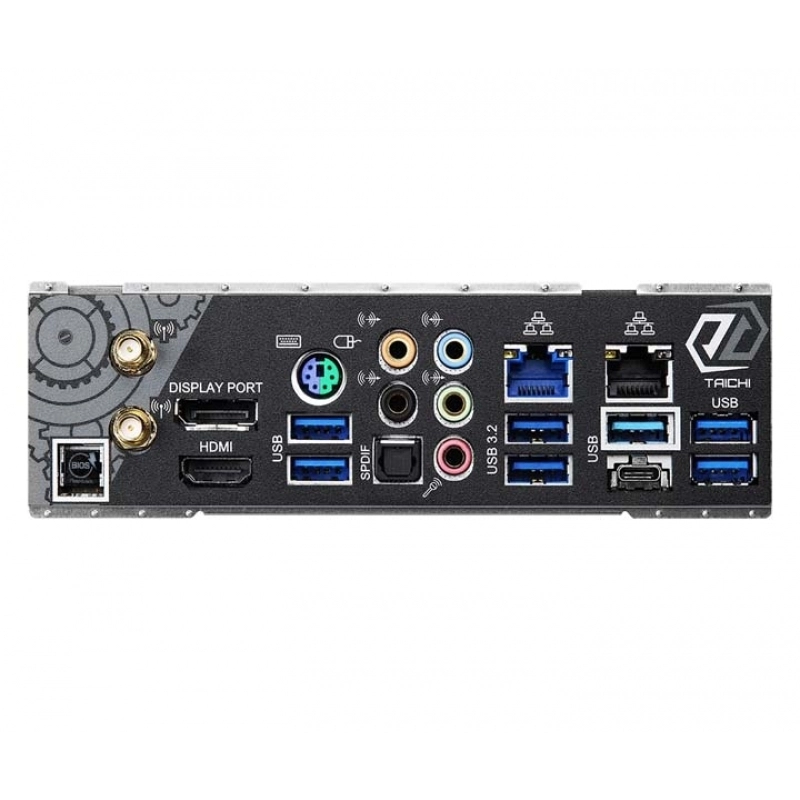 DISPLAY PORT
HDMI
BIOS
USB
SPDIF
USB 3.2
USB
TAICHI
USB